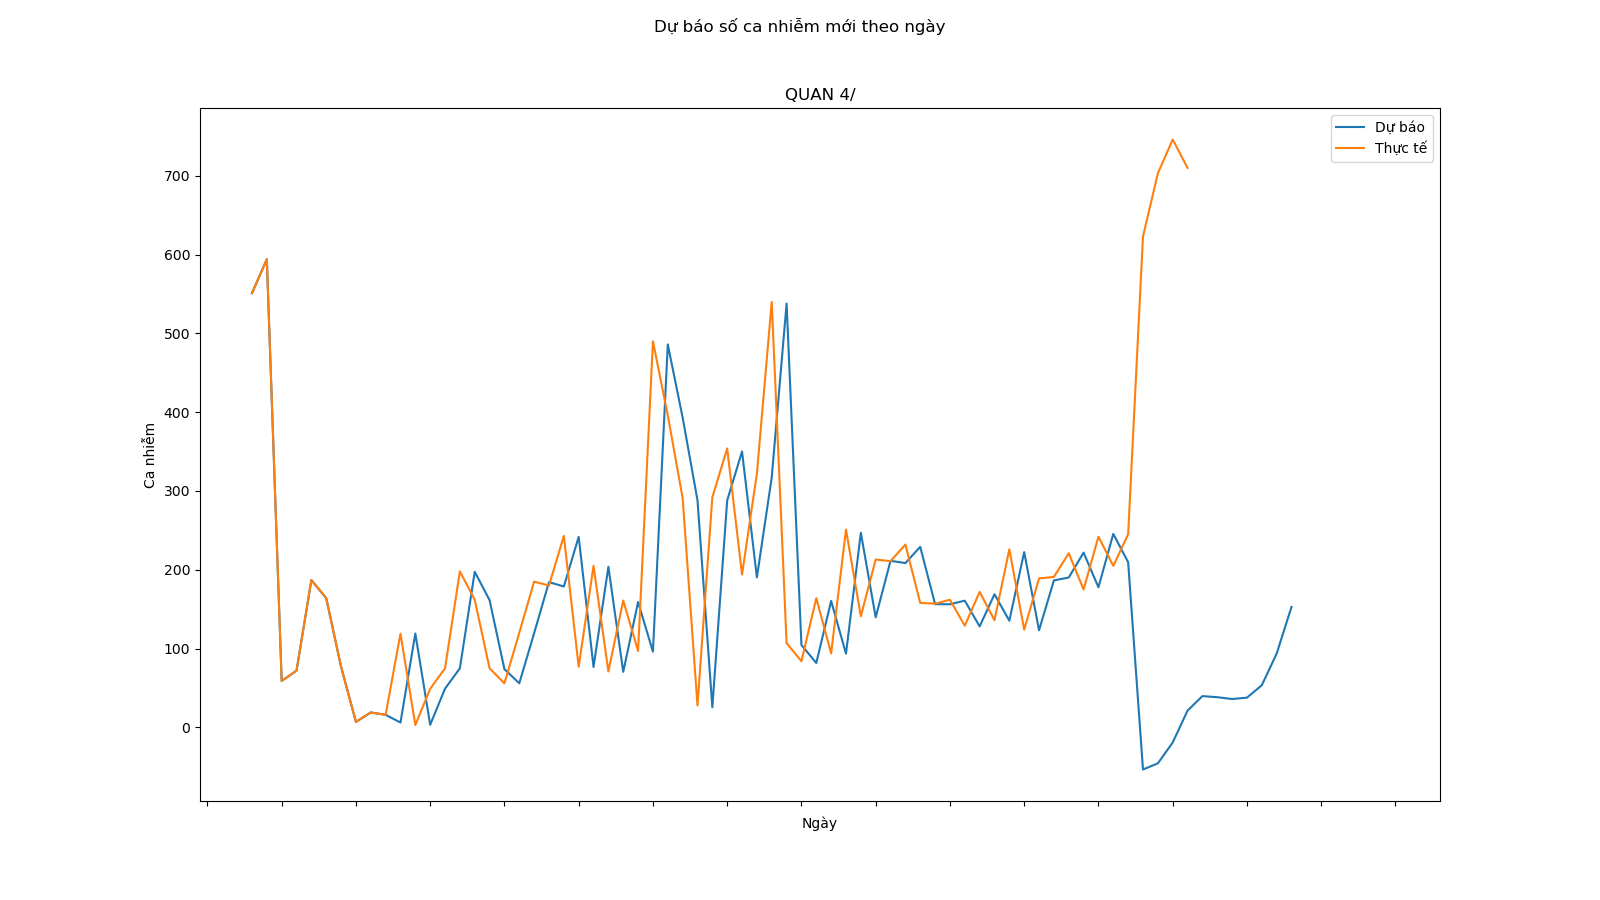 Dự báo số ca nhiễm mới theo ngày
QUAN 4/
Dự báo
Thực tế
700
600
500
400
300
200
100
0
Ca nhiễm
Ngày